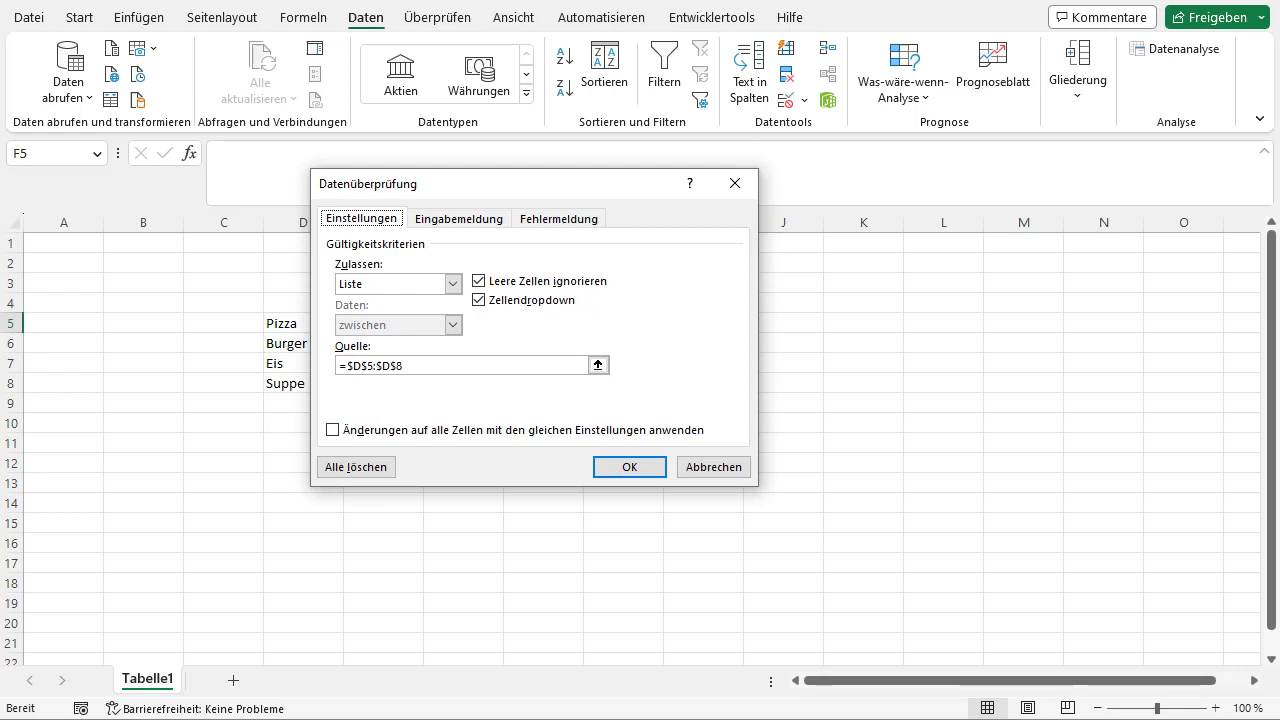 Datei Start Einfügen Seitenlayout Formeln Daten Überprüfen Ansicht Automatisieren Entwicklertools Hilfe Kommentare Freigeben
Daten abrufen
Alle aktualisieren
Aktien
Währungen
Sortieren
Filtern
Text in Spalten
Was-wäre-wenn-Analyse
Prognoseblatt
Gliederung
Datenanalyse
Daten abrufen und transformieren Abfragen und Verbindungen Datentypen Sortieren und Filtern Datentools Prognose Analyse
F5 fx
Datenüberprüfung ?
Einstellungen Eingabemeldung Fehlermeldung
Gültigkeitskriterien
Zulassen:
Liste
Leere Zellen ignorieren
Daten:
Zellendropdown
zwischen
Quelle:
=$D$5:$D$8
Änderungen auf alle Zellen mit den gleichen Einstellungen anwenden
Alle löschen OK Abbrechen
A B C D J K L M N O
1
2
3
4
5 Pizza
6 Burger
7 Eis
8 Suppe
9
10
11
12
13
14
15
16
17
18
19
20
21
22
Tabelle1
Bereit Barrierefreiheit: Keine Probleme 100 %